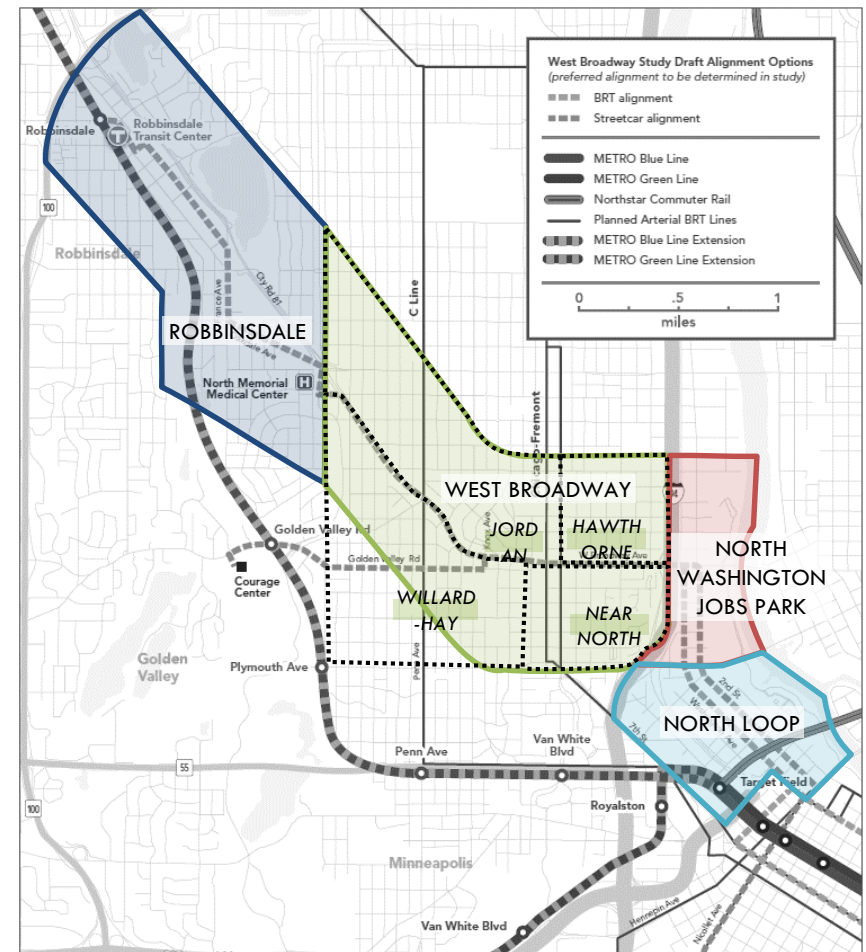 West Broadway Study Draft Alignment Options
(preferred alignment to be determined in study)
BRT alignment
Streetcar alignment
METRO Blue Line
METRO Green Line
Northstar Commuter Rail
Planned Arterial BRT Lines
METRO Blue Line Extension
METRO Green Line Extension
0 .5 1
miles
Robbinsdale
Robbinsdale
Transit Center
100
Robbinsdale
Cty Rd 81
C Line
ROBBINSDALE
North Memorial
Medical Center
H
WEST BROADWAY
JORD
AN
HAWTH
ORNE
Knox Ave
NORTH
WASHINGTON
JOBS PARK
Golden Valley Rd
Golden Valley Rd
Courage
Center
WILLARD
-HAY
NEAR
NORTH
Golden
Valley
Plymouth Ave
Penn Ave
2nd St
7th St
NORTH LOOP
Penn Ave
Van White
Blvd
55
Target Field
Royalston
100
Minneapolis
Hennepin Ave
Nicollet Ave
Van White Blvd